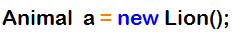 Animal a = new Lion();